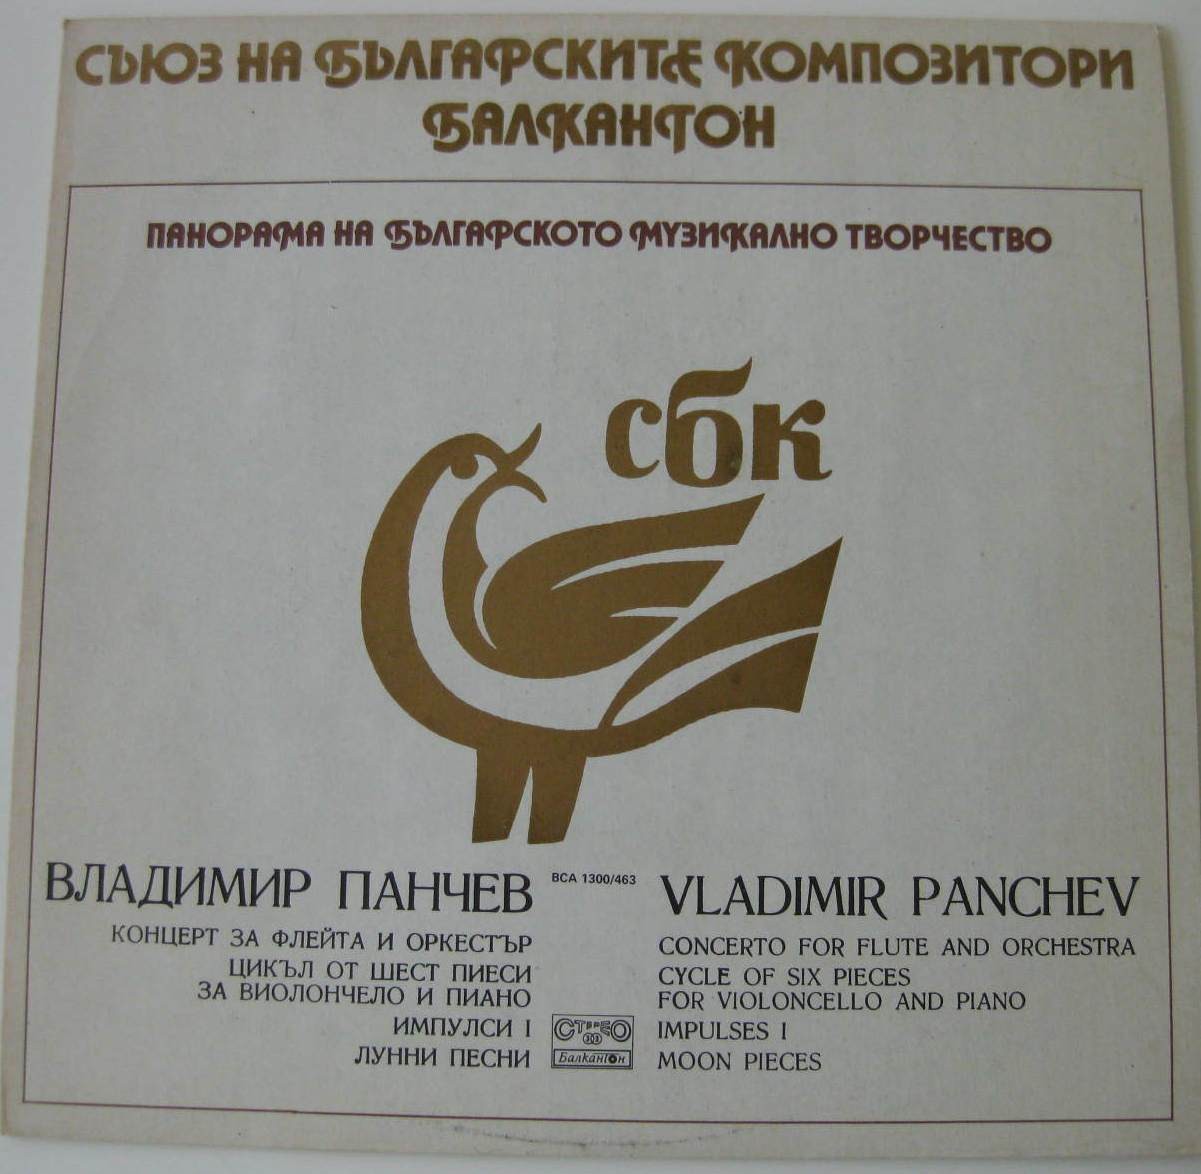 СЪЮЗ НА БЪЛГАРСКИТЕ КОМПОЗИТОРИ
БАЛКАНТОН
ПАНОРАМА НА БЪЛГАРСКОТО МУЗИКАЛНО ТВОРЧЕСТВО
сбк
ВЛАДИМИР ПАНЧЕВ
КОНЦЕРТ ЗА ФЛЕЙТА И ОРКЕСТЪР
ЦИКЪЛ ОТ ШЕСТ ПИЕСИ
ЗА ВИОЛОНЧЕЛО И ПИАНО
ИМПУЛСИ I
ЛУННИ ПЕСНИ
ВСА 1300/463
СТЕРЕО
33
Балкантон
VLADIMIR PANCHEV
CONCERTO FOR FLUTE AND ORCHESTRA
CYCLE OF SIX PIECES
FOR VIOLONCELLO AND PIANO
IMPULSES I
MOON PIECES